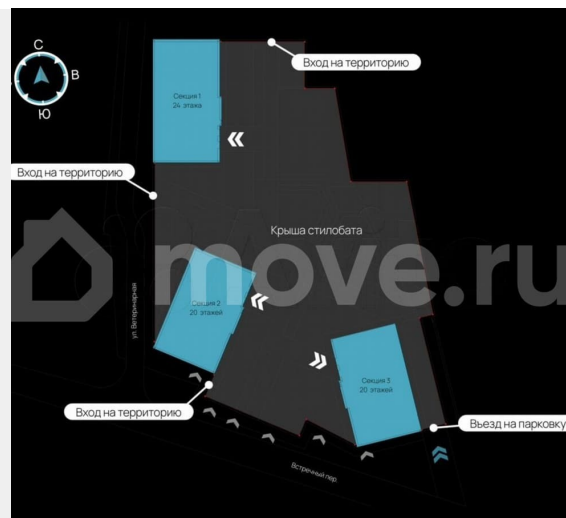 С
В
Ю
Вход на территорию
Секция 1
24 этажа
Вход на территорию
Крыша стилобата
move.ru
ул. Ветеринарная
Секция 2
20 этажей
Секция 3
20 этажей
Вход на территорию
Въезд на парковку
Встречный пер.